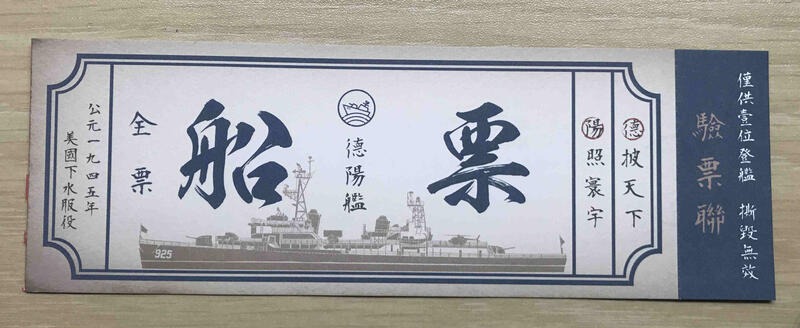 僅供壹位登艦 撕毀無效
驗票聯
德披天下
陽照寰宇
船票
德陽艦
全票
公元一九四五年
美國下水服役
925